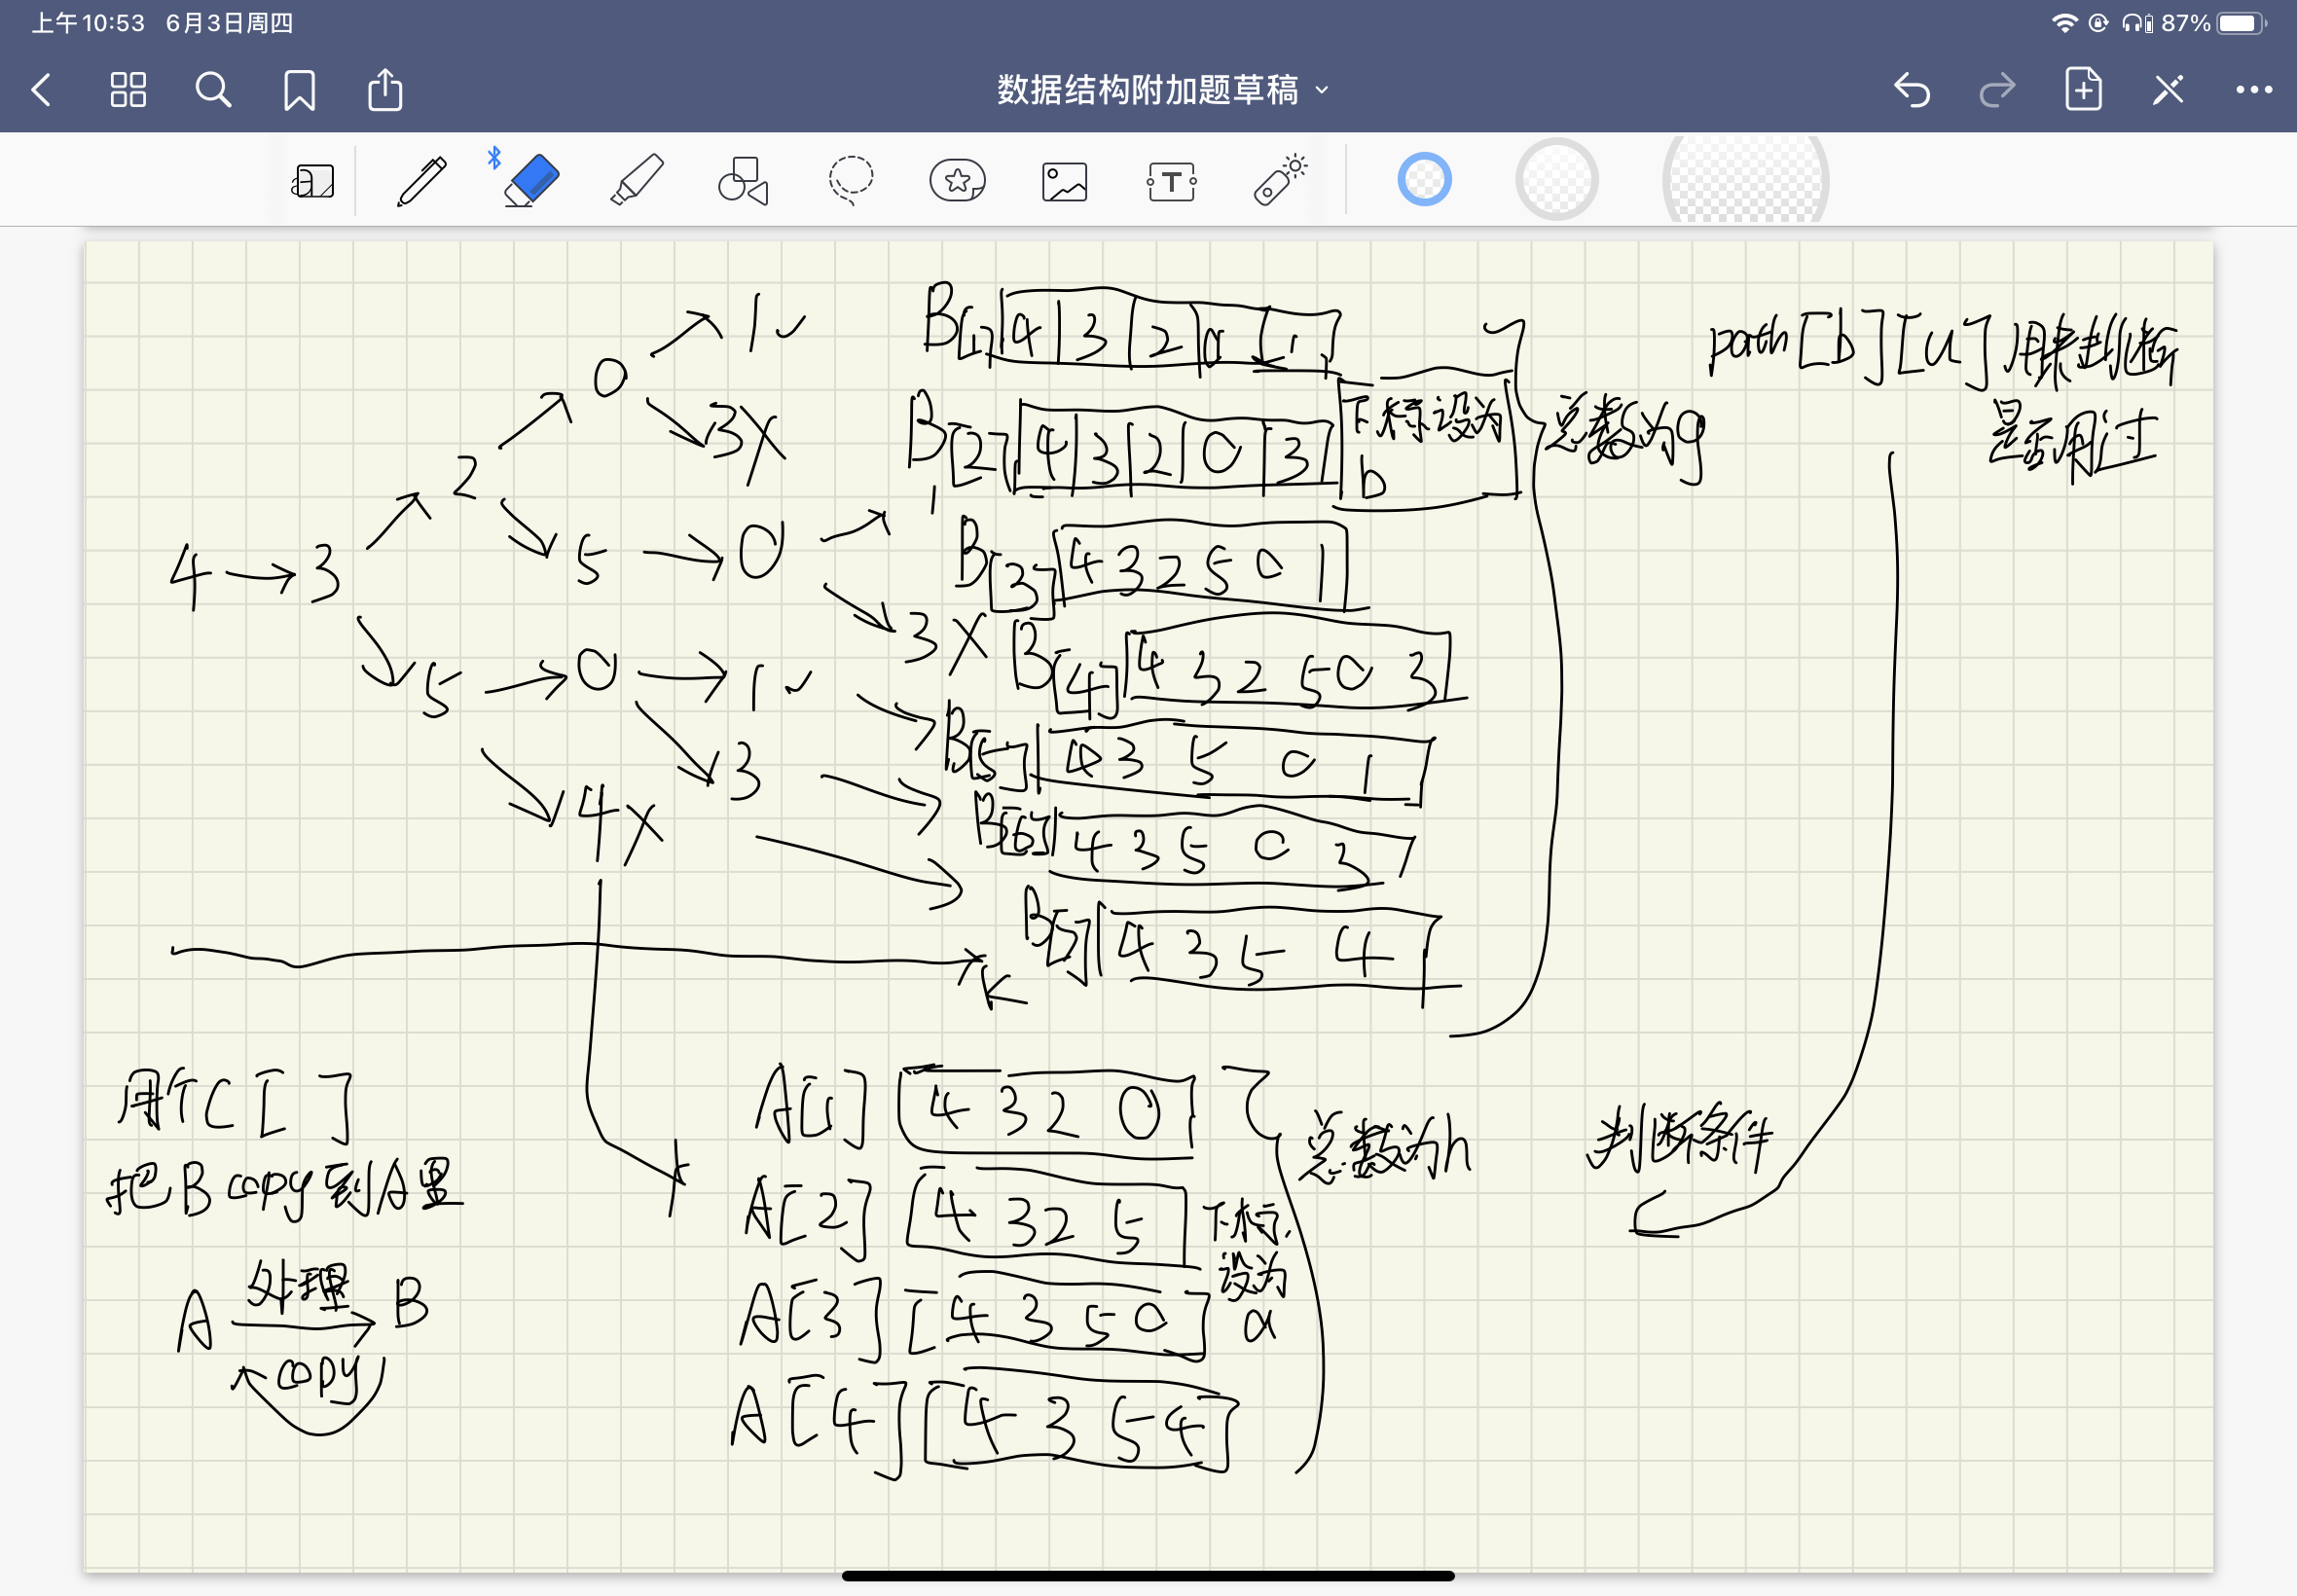 上午10:53 6月3日周四
87%
数据结构附加题草稿
T
4 → 3
2
5
0
5
0
4X
1✓
3X
0
1✓
3
1
3X
B[1] 4 3 2 0 1
B[2] 4 3 2 0 3
下标设为
b
B[3] 4 3 2 5 0 1
B[4] 4 3 2 5 0 3
B[5] 4 3 5 0 1
B[6] 4 3 5 0 3
B[7] 4 3 5 4
总数为g
path[b][u]用来判断
是否用过
判断条件
用TC[ ]
把B copy到A里
A 处理 B
copy
A[1] 4 3 2 0
A[2] 4 3 2 5
A[3] 4 3 5 0
A[4] 4 3 5 4
下标
设为
a
总数为h